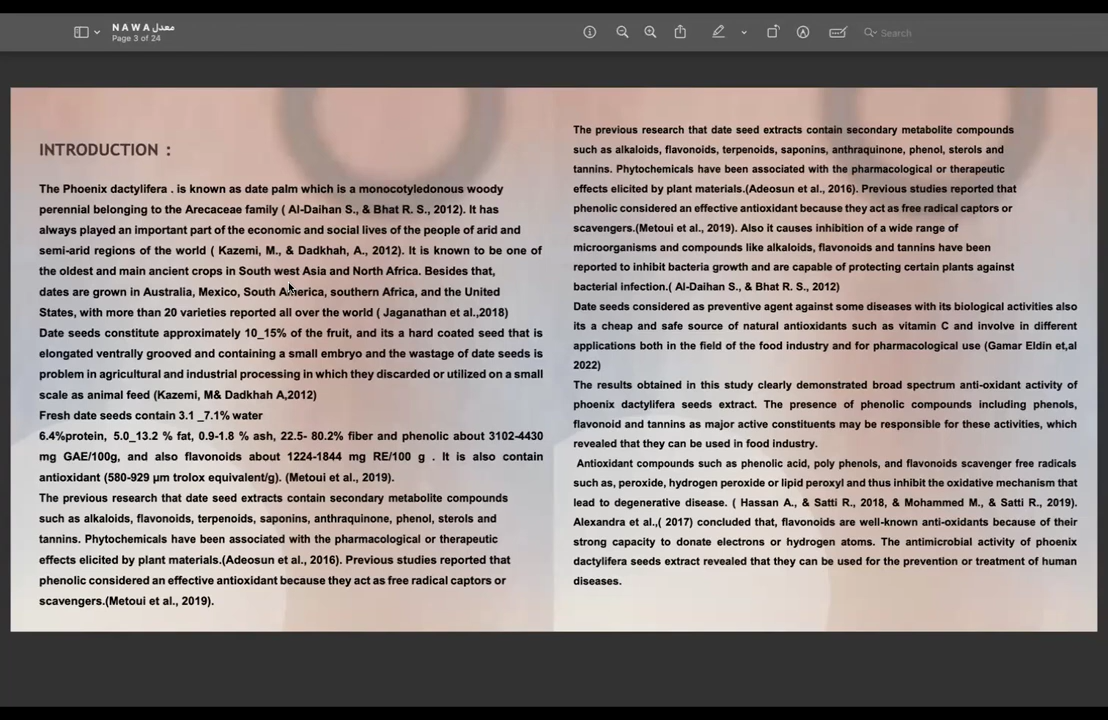 N A W A معدل
Page 3 of 24
Search
INTRODUCTION :
The Phoenix dactylifera . is known as date palm which is a monocotyledonous woody
perennial belonging to the Arecaceae family ( Al-Daihan S., & Bhat R. S., 2012). It has
always played an important part of the economic and social lives of the people of arid and
semi-arid regions of the world ( Kazemi, M., & Dadkhah, A., 2012). It is known to be one of
the oldest and main ancient crops in South west Asia and North Africa. Besides that,
dates are grown in Australia, Mexico, South America, southern Africa, and the United
States, with more than 20 varieties reported all over the world ( Jaganathan et al.,2018)
Date seeds constitute approximately 10_15% of the fruit, and its a hard coated seed that is
elongated ventrally grooved and containing a small embryo and the wastage of date seeds is
problem in agricultural and industrial processing in which they discarded or utilized on a small
scale as animal feed (Kazemi, M& Dadkhah A,2012)
Fresh date seeds contain 3.1 _7.1% water
6.4%protein, 5.0_13.2 % fat, 0.9-1.8 % ash, 22.5- 80.2% fiber and phenolic about 3102-4430
mg GAE/100g, and also flavonoids about 1224-1844 mg RE/100 g . It is also contain
antioxidant (580-929 µm trolox equivalent/g). (Metoui et al., 2019).
The previous research that date seed extracts contain secondary metabolite compounds
such as alkaloids, flavonoids, terpenoids, saponins, anthraquinone, phenol, sterols and
tannins. Phytochemicals have been associated with the pharmacological or therapeutic
effects elicited by plant materials.(Adeosun et al., 2016). Previous studies reported that
phenolic considered an effective antioxidant because they act as free radical captors or
scavengers.(Metoui et al., 2019).
The previous research that date seed extracts contain secondary metabolite compounds
such as alkaloids, flavonoids, terpenoids, saponins, anthraquinone, phenol, sterols and
tannins. Phytochemicals have been associated with the pharmacological or therapeutic
effects elicited by plant materials.(Adeosun et al., 2016). Previous studies reported that
phenolic considered an effective antioxidant because they act as free radical captors or
scavengers.(Metoui et al., 2019). Also it causes inhibition of a wide range of
microorganisms and compounds like alkaloids, flavonoids and tannins have been
reported to inhibit bacteria growth and are capable of protecting certain plants against
bacterial infection.( Al-Daihan S., & Bhat R. S., 2012)
Date seeds considered as preventive agent against some diseases with its biological activities also
its a cheap and safe source of natural antioxidants such as vitamin C and involve in different
applications both in the field of the food industry and for pharmacological use (Gamar Eldin et,al
2022)
The results obtained in this study clearly demonstrated broad spectrum anti-oxidant activity of
phoenix dactylifera seeds extract. The presence of phenolic compounds including phenols,
flavonoid and tannins as major active constituents may be responsible for these activities, which
revealed that they can be used in food industry.
Antioxidant compounds such as phenolic acid, poly phenols, and flavonoids scavenger free radicals
such as, peroxide, hydrogen peroxide or lipid peroxyl and thus inhibit the oxidative mechanism that
lead to degenerative disease. ( Hassan A., & Satti R., 2018, & Mohammed M., & Satti R., 2019).
Alexandra et al.,( 2017) concluded that, flavonoids are well-known anti-oxidants because of their
strong capacity to donate electrons or hydrogen atoms. The antimicrobial activity of phoenix
dactylifera seeds extract revealed that they can be used for the prevention or treatment of human
diseases.